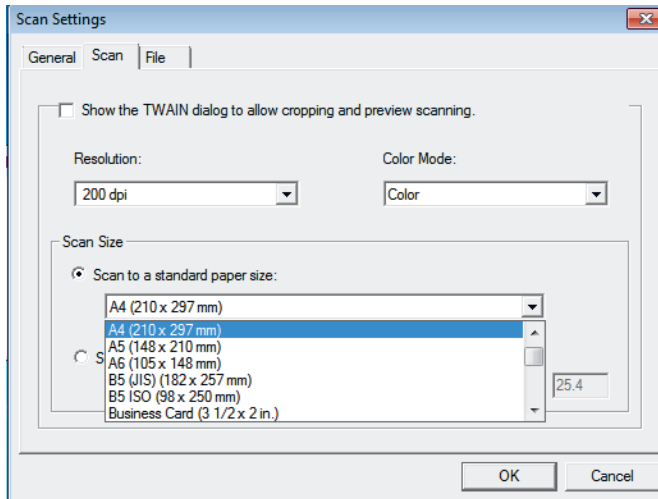 Scan Settings
General Scan File
Show the TWAIN dialog to allow cropping and preview scanning.
Resolution: Color Mode:
200 dpi Color
Scan Size
Scan to a standard paper size:
A4 (210 x 297 mm)
A4 (210 x 297 mm)
A5 (148 x 210 mm)
A6 (105 x 148 mm)
B5 (JIS) (182 x 257 mm)
B5 ISO (98 x 250 mm)
Business Card (3 1/2 x 2 in.)
S
25.4
OK Cancel